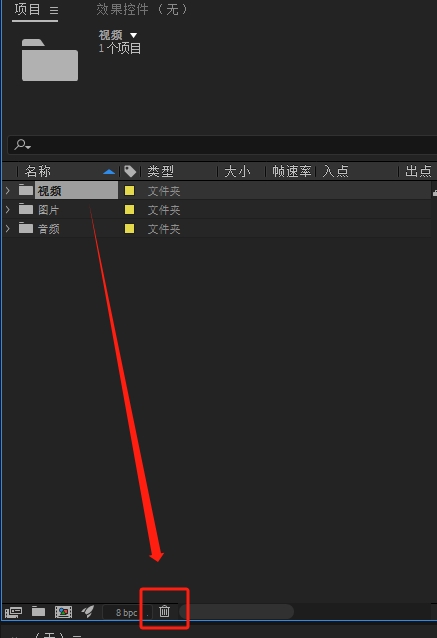 项目 效果控件 (无)
视频
1个项目
名称 类型 大小 帧速率 入点 出点
视频 文件夹
图片 文件夹
音频 文件夹
8 bpc
(无)